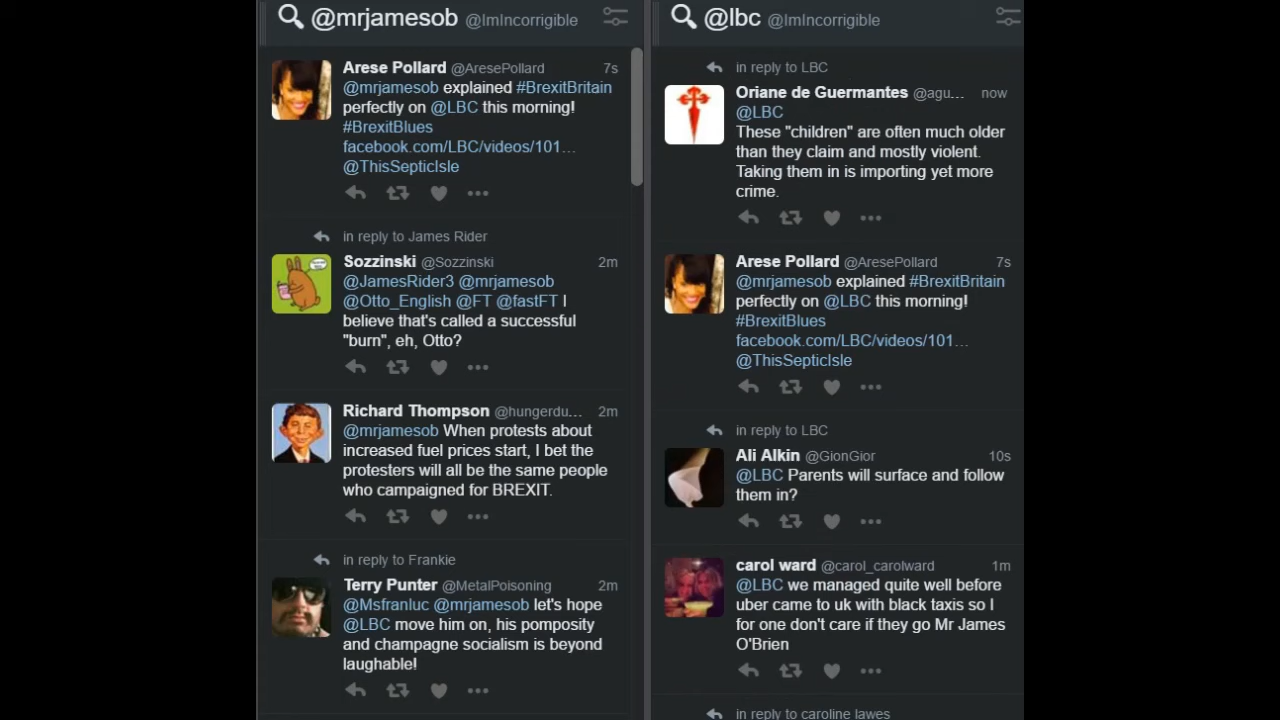 @mrjamesob @ImIncorrigible
Arese Pollard @AresePollard 7s
@mrjamesob explained #BrexitBritain
perfectly on @LBC this morning!
#BrexitBlues
facebook.com/LBC/videos/101…
@ThisSepticIsle
in reply to James Rider
Sozzinski @Sozzinski 2m
@JamesRider3 @mrjamesob
@Otto_English @FT @fastFT I
believe that's called a successful
"burn", eh, Otto?
Richard Thompson @hungerdu... 2m
@mrjamesob When protests about
increased fuel prices start, I bet the
protesters will all be the same people
who campaigned for BREXIT.
in reply to Frankie
Terry Punter @MetalPoisoning 2m
@Msfranluc @mrjamesob let's hope
@LBC move him on, his pomposity
and champagne socialism is beyond
laughable!
@lbc @ImIncorrigible
in reply to LBC
Oriane de Guermantes @agu... now
@LBC
These "children" are often much older
than they claim and mostly violent.
Taking them in is importing yet more
crime.
Arese Pollard @AresePollard 7s
@mrjamesob explained #BrexitBritain
perfectly on @LBC this morning!
#BrexitBlues
facebook.com/LBC/videos/101…
@ThisSepticIsle
in reply to LBC
Ali Alkin @GionGior 10s
@LBC Parents will surface and follow
them in?
carol ward @carol_carolward 1m
@LBC we managed quite well before
uber came to uk with black taxis so I
for one don't care if they go Mr James
O'Brien
in reply to caroline lawes